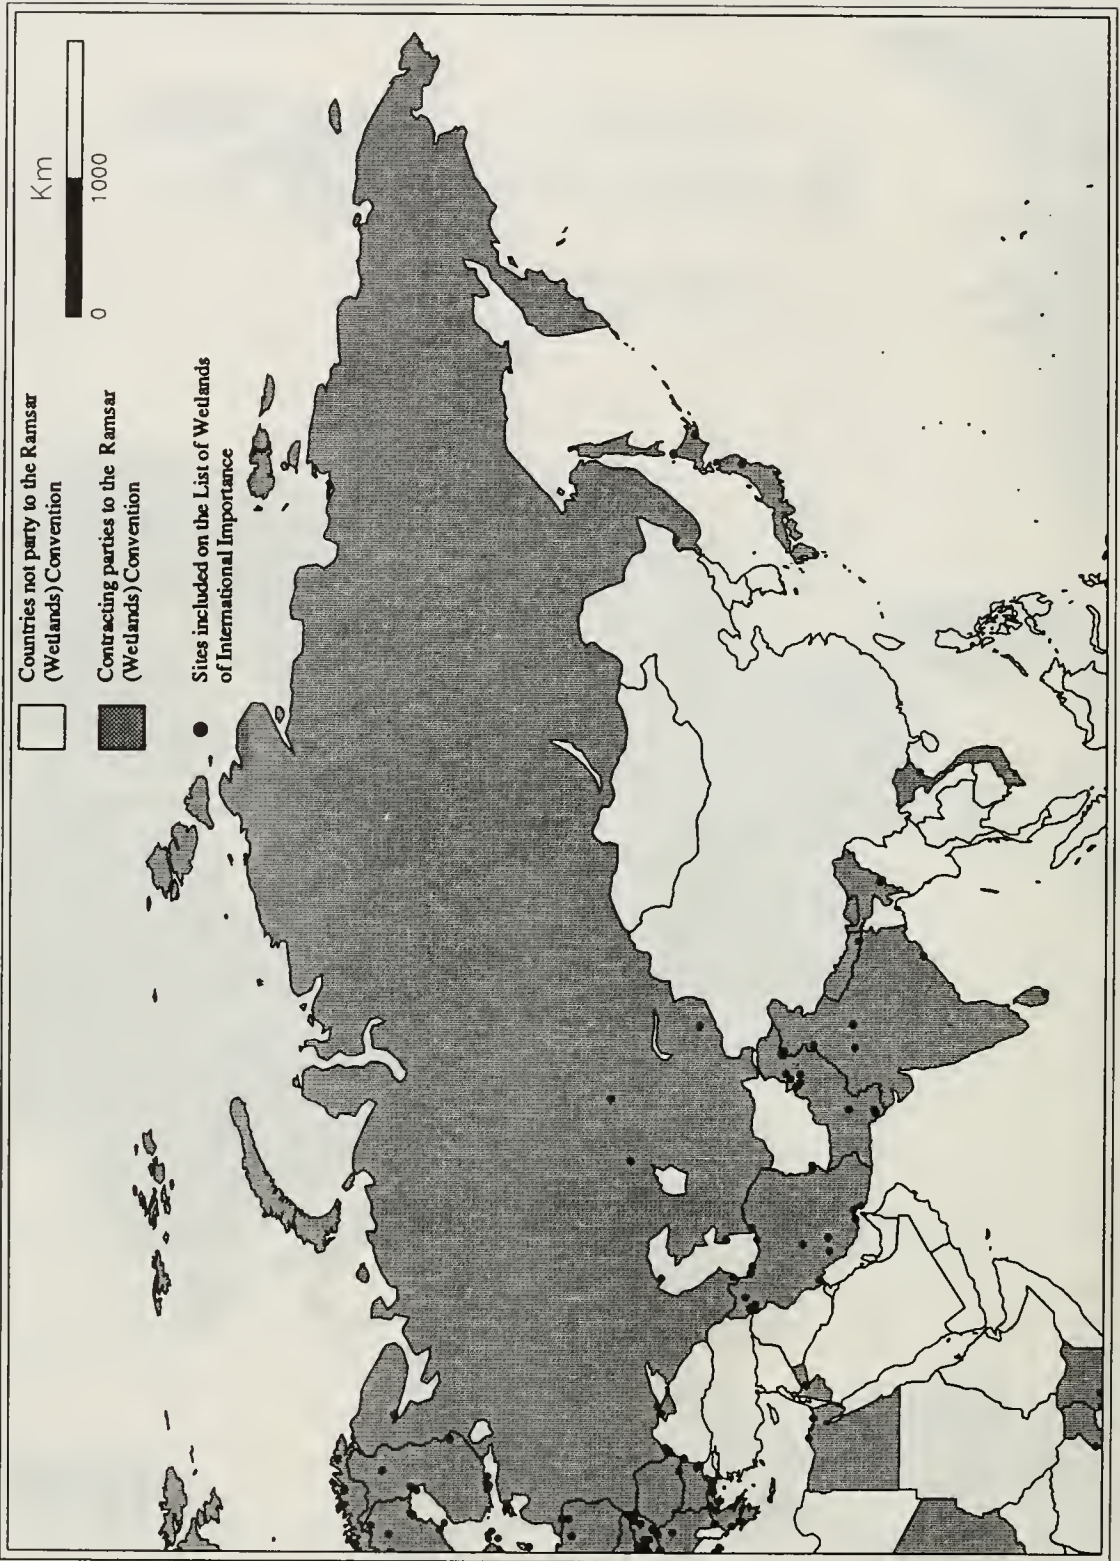 Countries not party to the Ramsar
(Wetlands) Convention
Contracting parties to the Ramsar
(Wetlands) Convention
Sites included on the List of Wetlands
of International Importance
Km
0 1000